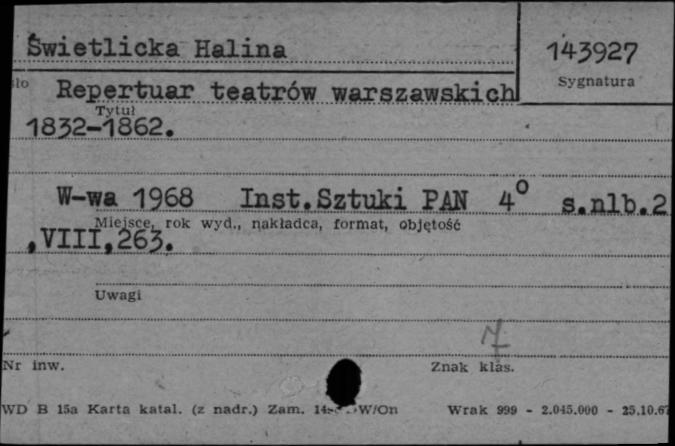 Świetlicka Halina
143927
Sygnatura
Repertuar teatrów warszawskich
Tytuł
1832-1862.
W-wa 1968 Inst.Sztuki PAN 4° s.nlb.2
Miejsce, rok wyd., nakładca, format, objętość
,VIII,263.
Uwagi
7
Nr inw.
Znak klas.
WD B 15a Karta katal. (z nadr.) Zam. W/On Wrak 999 - 2.045.000 - 25.10.67